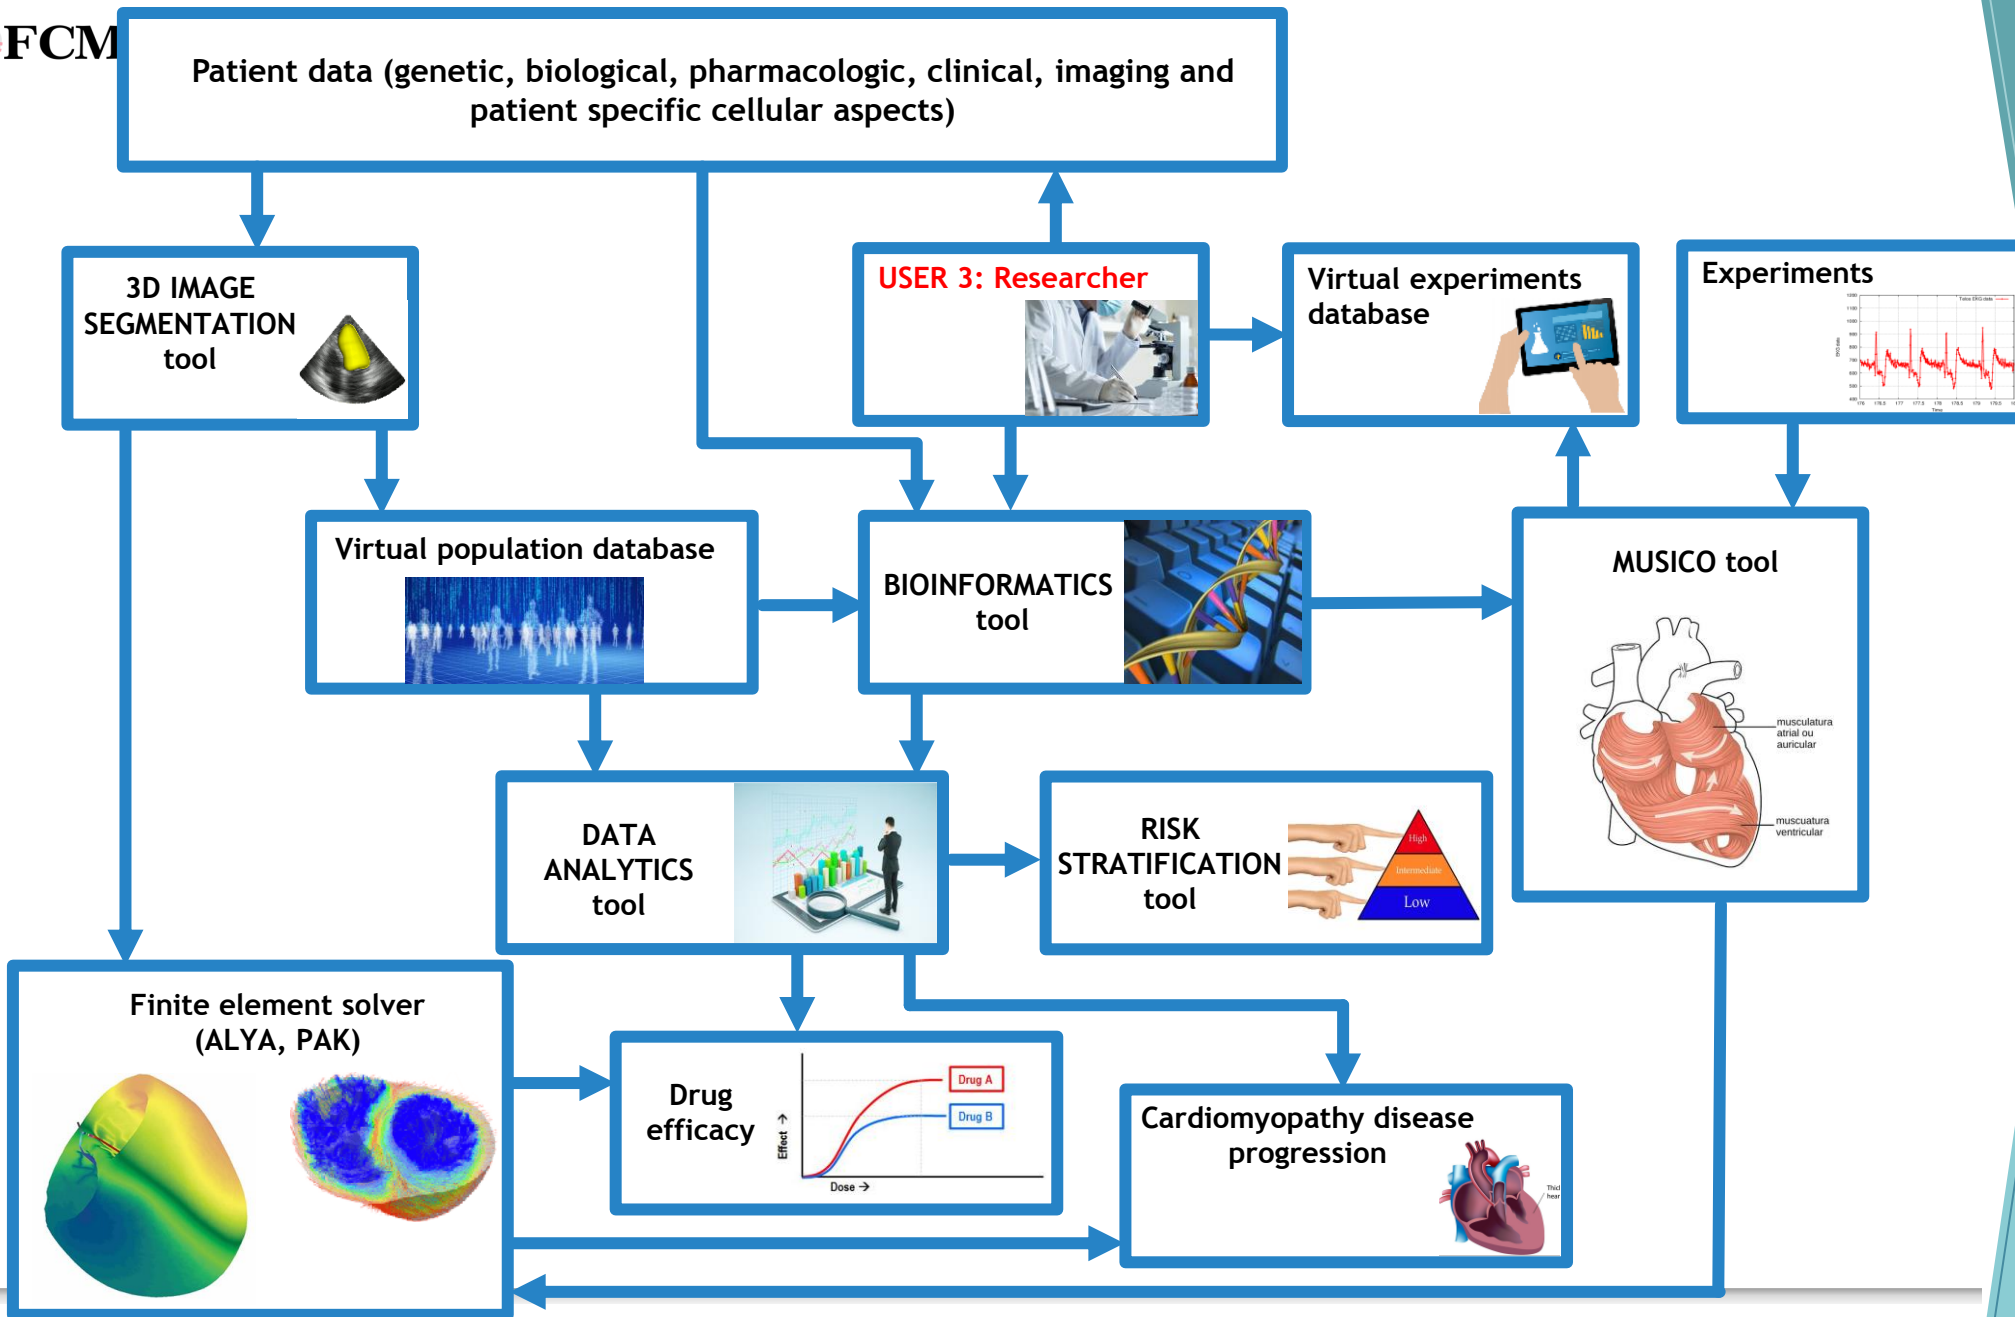 FCM
Patient data (genetic, biological, pharmacologic, clinical, imaging and
patient specific cellular aspects)
3D IMAGE
SEGMENTATION
tool
USER 3: Researcher
Virtual experiments
database
Experiments
Virtual population database
BIOINFORMATICS
tool
MUSICO tool
musculatura
atrial ou
auricular
muscuatura
ventricular
DATA
ANALYTICS
tool
RISK
STRATIFICATION
tool
High
Intermediate
Low
Finite element solver
(ALYA, PAK)
Drug
efficacy
Effect →
Drug A
Drug B
Dose →
Cardiomyopathy disease
progression
Thicl
hear